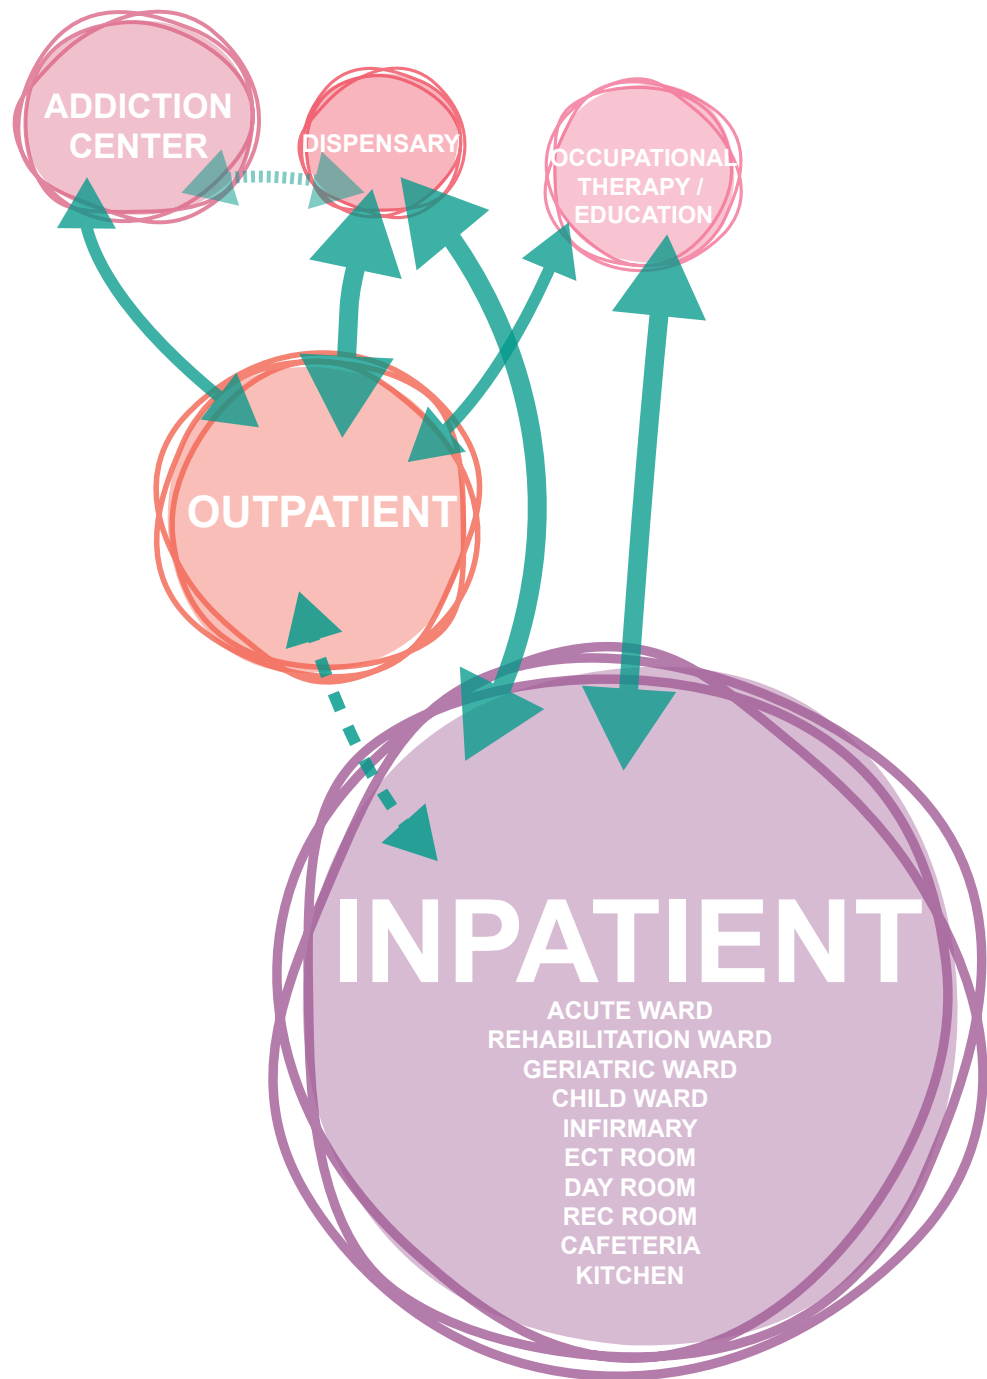 ADDICTION
CENTER
DISPENSARY
OCCUPATIONAL
THERAPY /
EDUCATION
OUTPATIENT
INPATIENT
ACUTE WARD
REHABILITATION WARD
GERIATRIC WARD
CHILD WARD
INFIRMARY
ECT ROOM
DAY ROOM
REC ROOM
CAFETERIA
KITCHEN